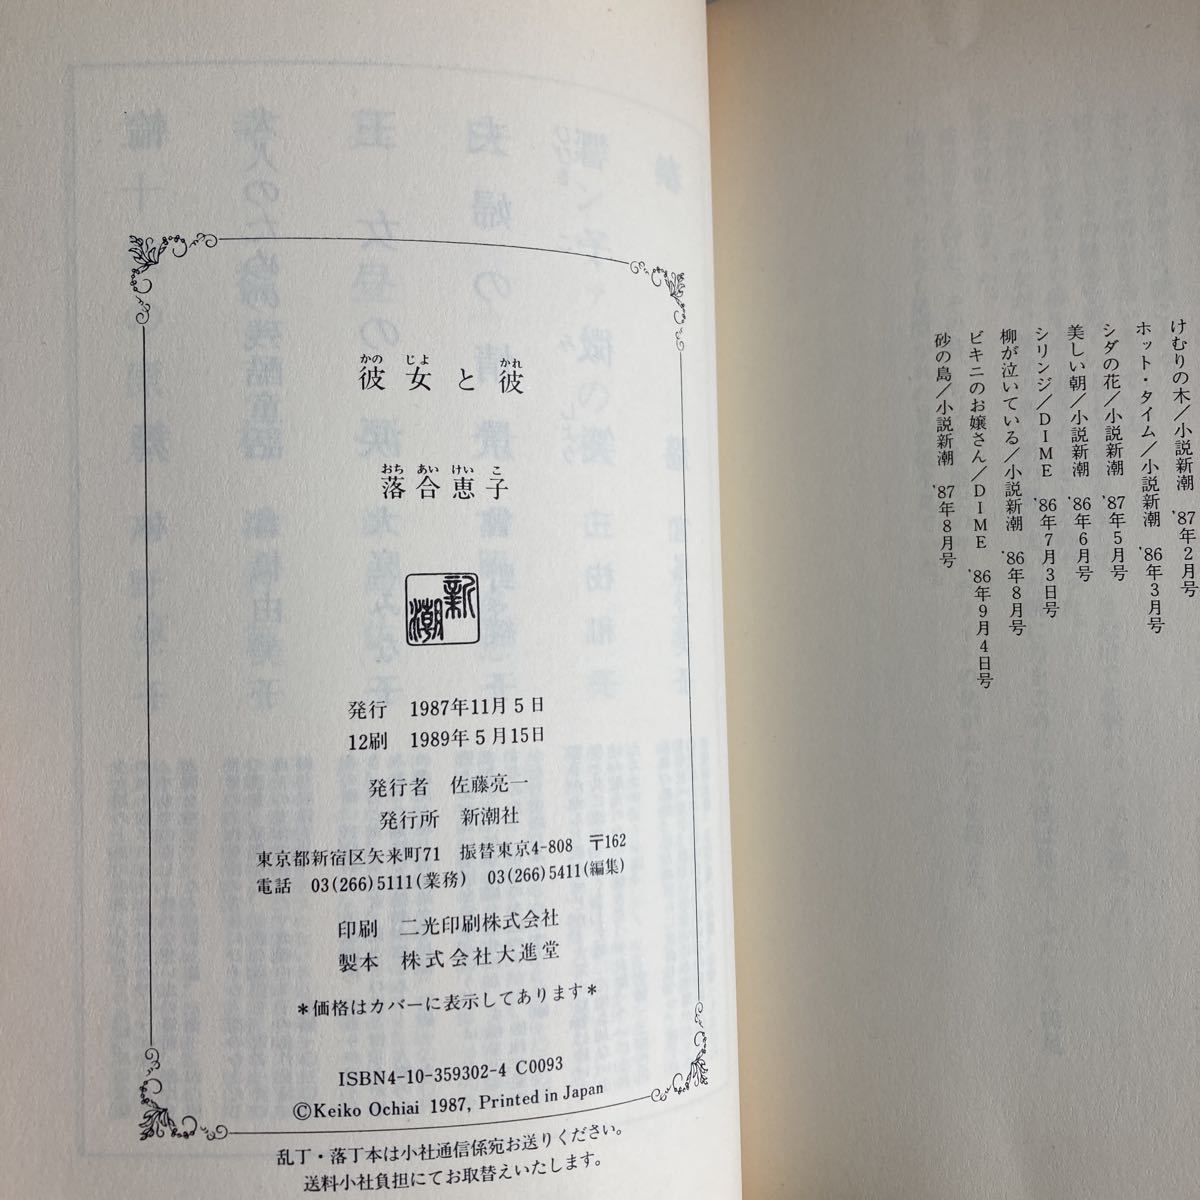 けむりの木/小説新潮 '87年2月号
ホット・タイム/小説新潮 '86年3月号
シダの花/小説新潮 '87年5月号
美しい朝/小説新潮 '86年6月号
シリンジ/DIME '86年7月3日号
柳が泣いている/小説新潮 '86年8月号
ビキニのお嬢さん/DIME '86年9月4日号
砂の島/小説新潮 '87年8月号
かの じよ かれ
彼女と彼
おち あい けい こ
落合恵子
新潮
発行 1987年11月5日
12刷 1989年5月15日
発行者 佐藤亮一
発行所 新潮社
東京都新宿区矢来町71 振替東京4-808 〒162
電話 03(266)5111(業務) 03(266)5411(編集)
印刷 二光印刷株式会社
製本 株式会社大進堂
*価格はカバーに表示してあります*
ISBN4-10-359302-4 C0093
©Keiko Ochiai 1987, Printed in Japan
乱丁・落丁本は小社通信係宛お送りください。
送料小社負担にてお取替えいたします。